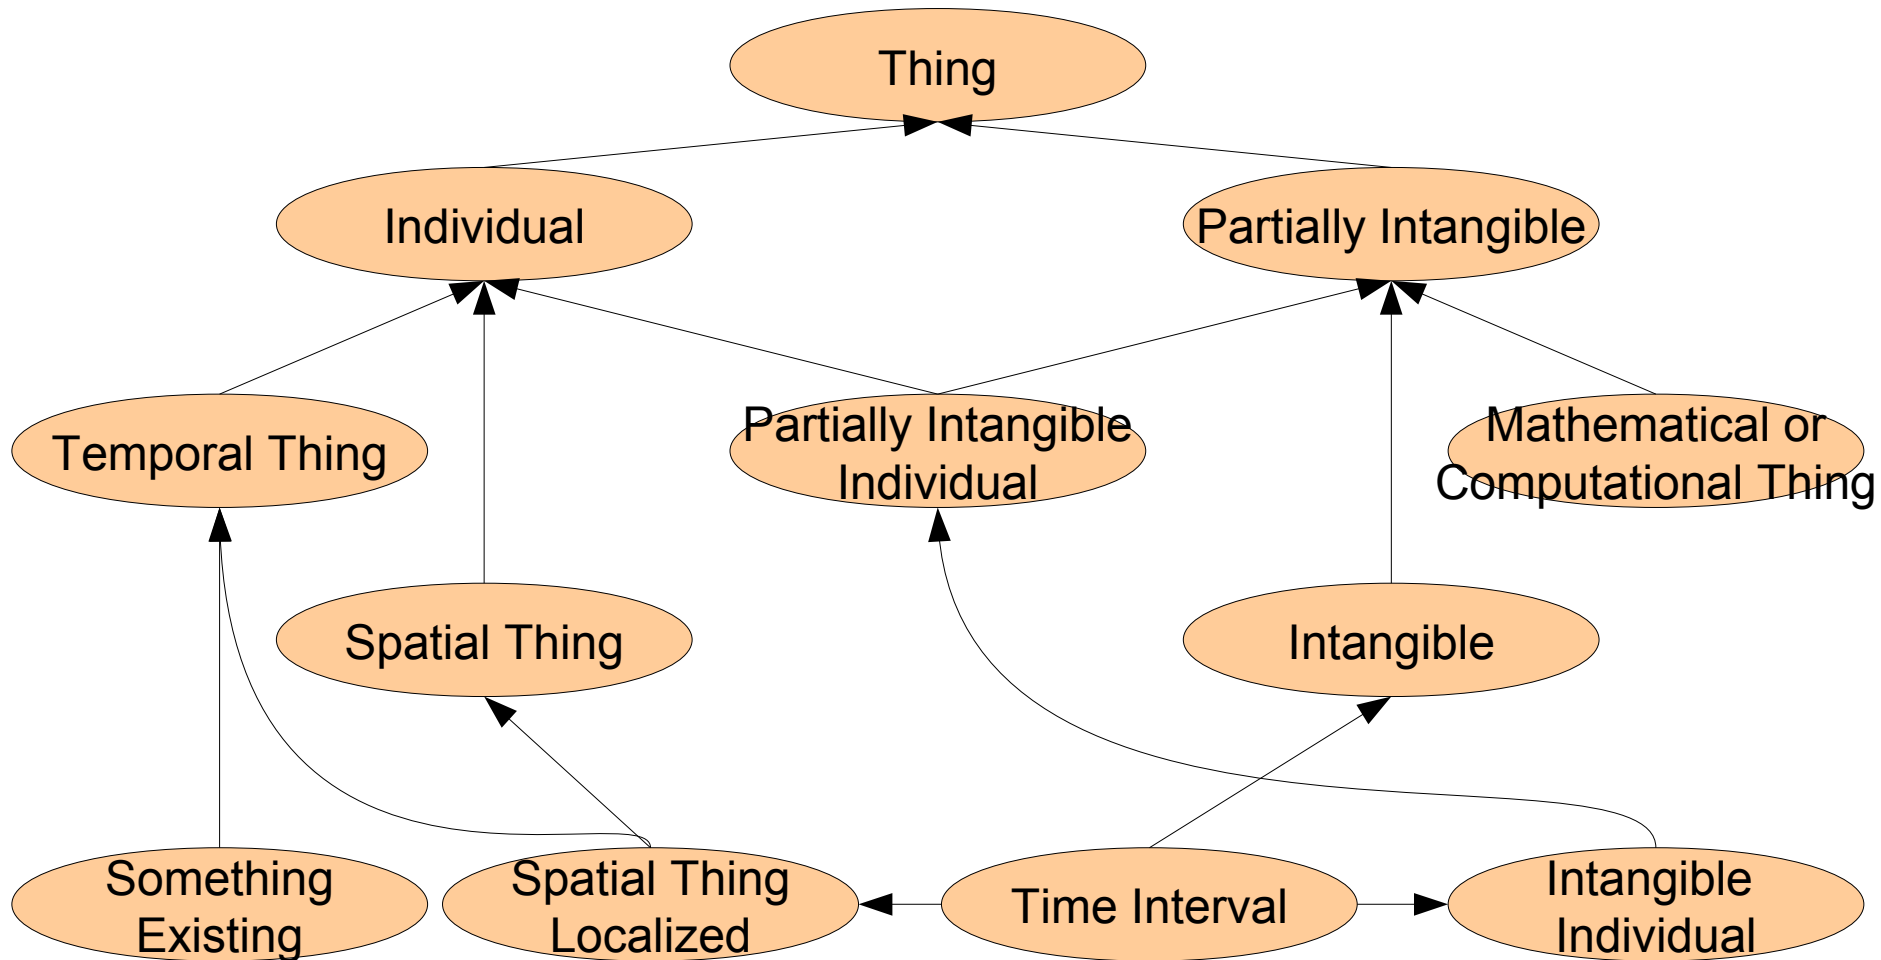 Thing
Individual
Partially Intangible
Temporal Thing
Partially Intangible
Individual
Mathematical or
Computational Thing
Spatial Thing
Intangible
Something
Existing
Spatial Thing
Localized
Time Interval
Intangible
Individual